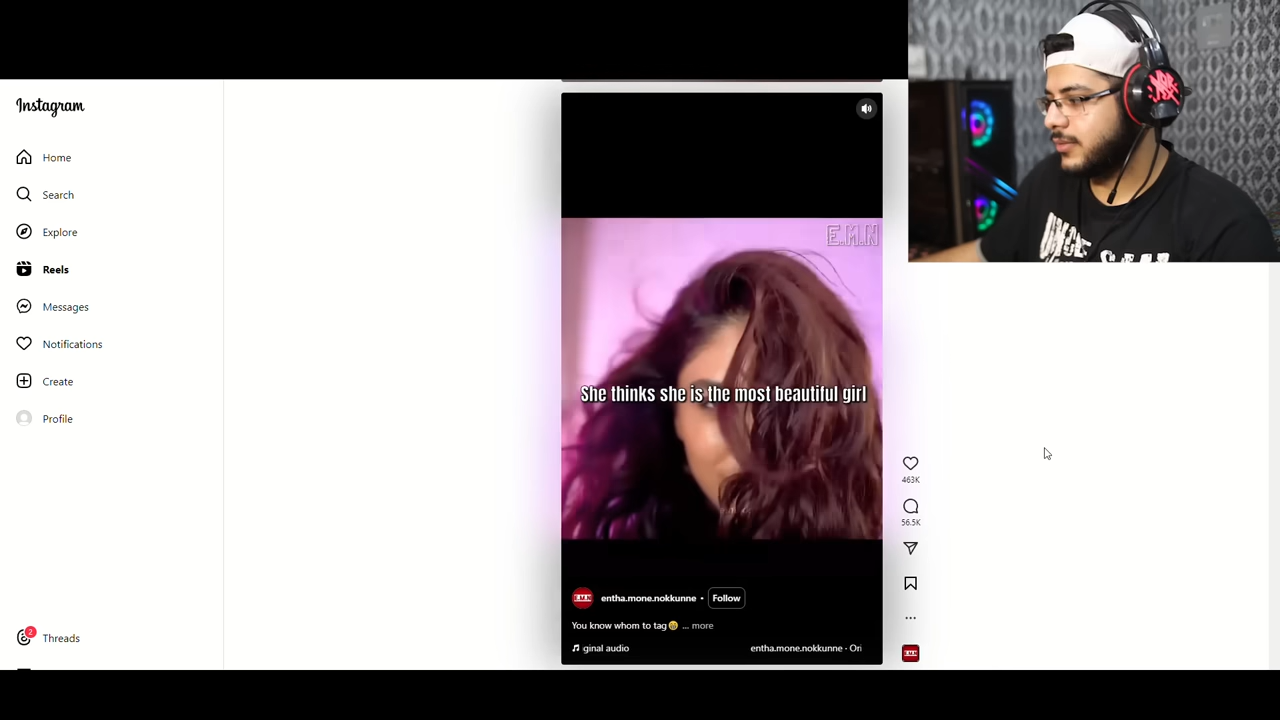 Instagram
Home
Search
Explore
Reels
Messages
Notifications
Create
Profile
2
Threads
E.M.N
She thinks she is the most beautiful girl
463K
56.5K
E.M.N entha.mone.nokkunne • Follow
You know whom to tag😁 ... more
ginal audio entha.mone.nokkunne · Ori
E.M.N